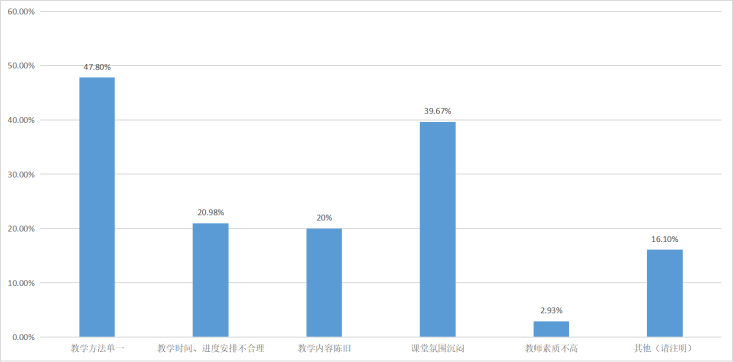 60.00%
50.00%
40.00%
30.00%
20.00%
10.00%
0.00%
47.80%
20.98%
20%
39.67%
2.93%
16.10%
教学方法单一
教学时间、进度安排不合理
教学内容陈旧
课堂氛围沉闷
教师素质不高
其他（请注明）